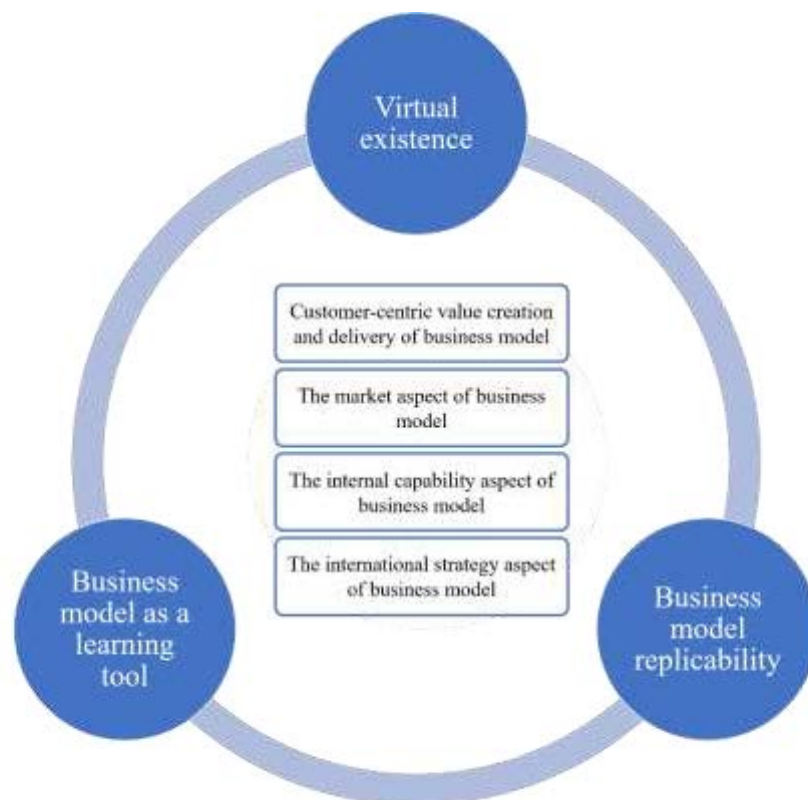 Virtual
existence
Customer-centric value creation
and delivery of business model
The market aspect of business
model
The internal capability aspect of
business model
The international strategy aspect
of business model
Business
model as a
learning
tool
Business
model
replicability